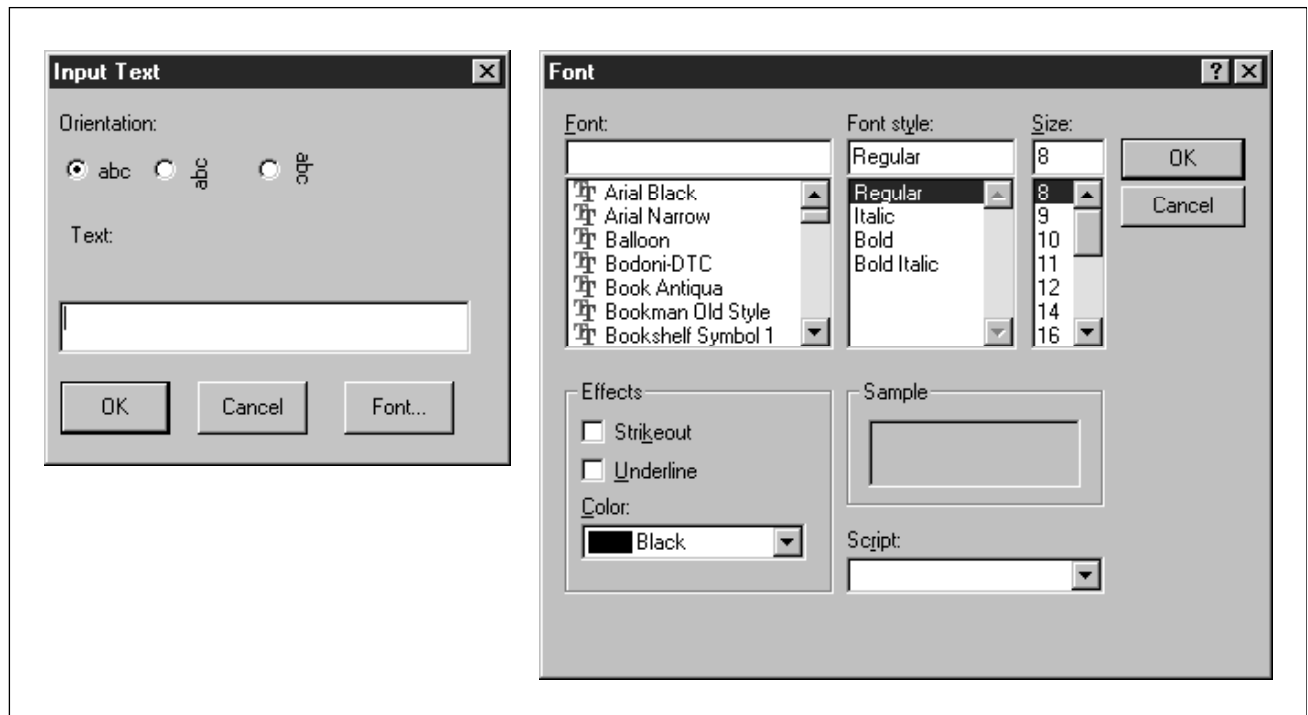 Input Text
Orientation:
abc abc abc
Text:
OK Cancel Font...
Font
Font: Font style: Size:
Regular 8 OK
Arial Black Regular 8 Cancel
Arial Narrow Italic 9
Balloon Bold 10
Bodoni-DTC Bold Italic 11
Book Antiqua 12
Bookman Old Style 14
Bookshelf Symbol 1 16
Effects Sample
Strikeout
Underline
Color:
Black Script: